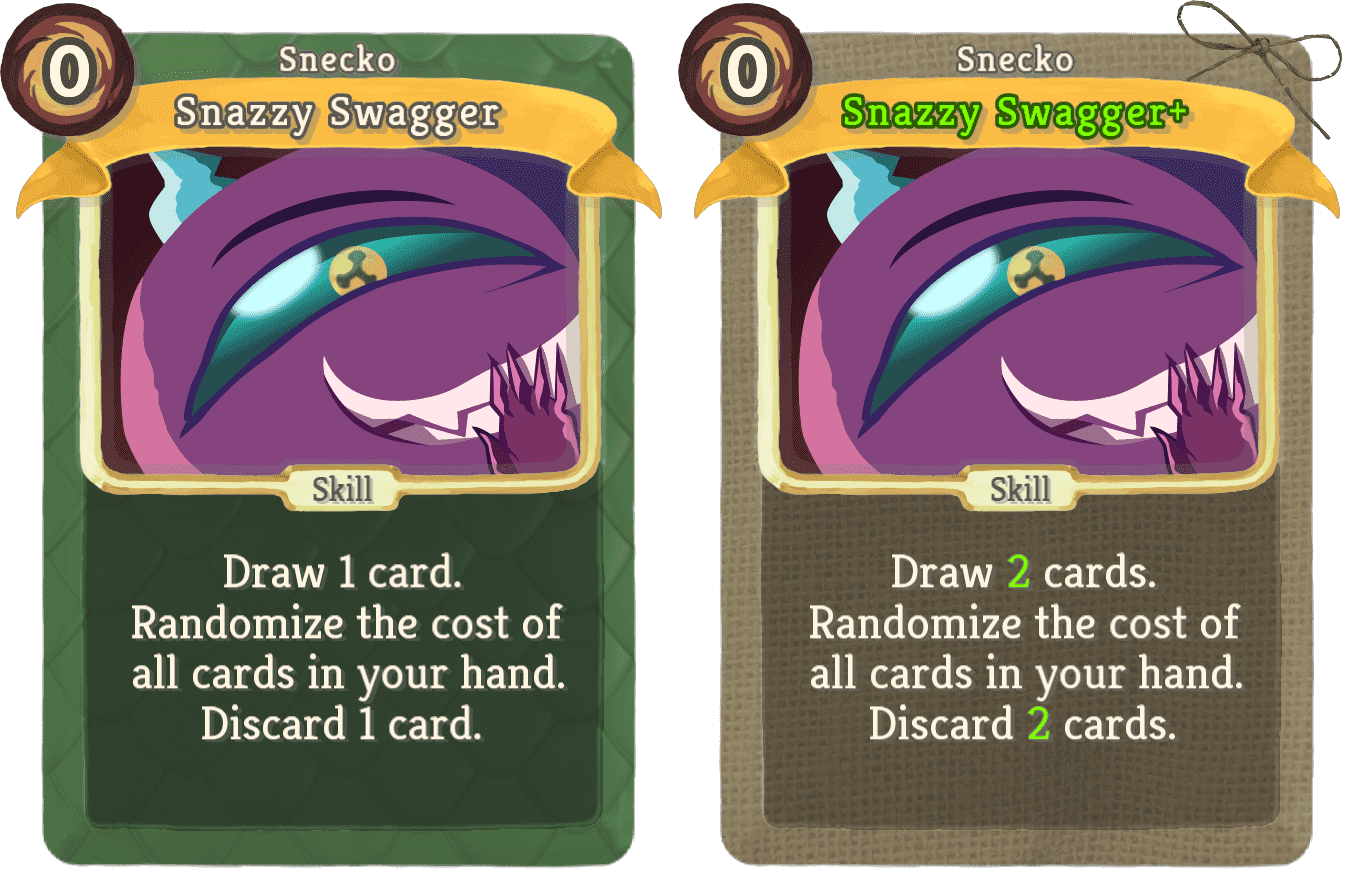 0
Snecko
Snazzy Swagger
Skill
Draw 1 card.
Randomize the cost of
all cards in your hand.
Discard 1 card.
0
Snecko
Snazzy Swagger+
Skill
Draw 2 cards.
Randomize the cost of
all cards in your hand.
Discard 2 cards.